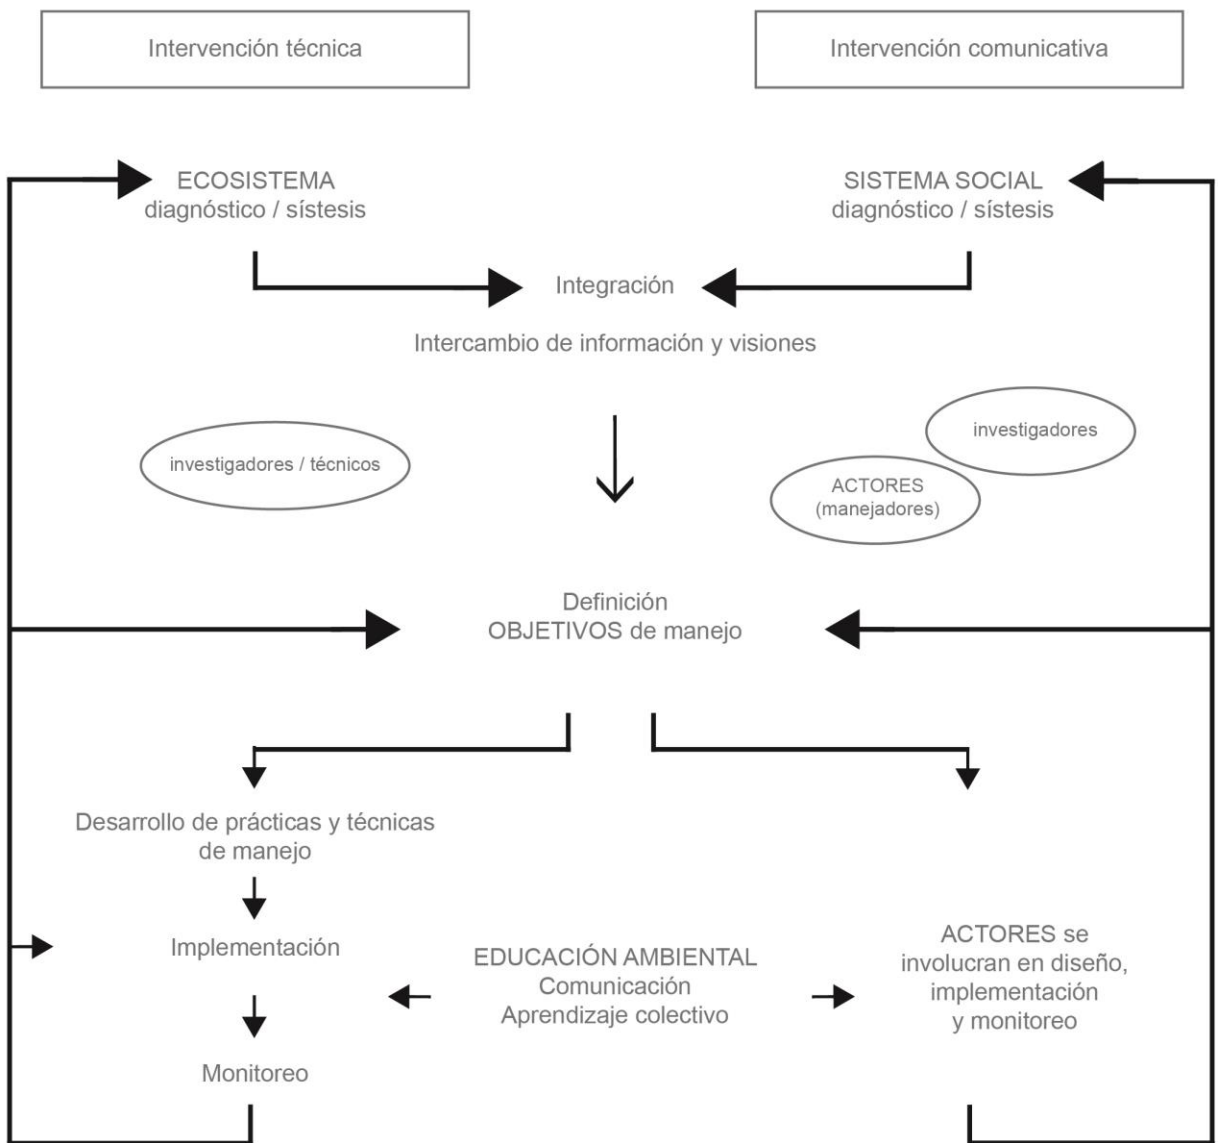 Intervención técnica
Intervención comunicativa
ECOSISTEMA
diagnóstico / sístesis
SISTEMA SOCIAL
diagnóstico / sístesis
Integración
Intercambio de información y visiones
investigadores / técnicos
investigadores
ACTORES
(manejadores)
Definición
OBJETIVOS de manejo
Desarrollo de prácticas y técnicas
de manejo
Implementación
Monitoreo
EDUCACIÓN AMBIENTAL
Comunicación
Aprendizaje colectivo
ACTORES se
involucran en diseño,
implementación
y monitoreo